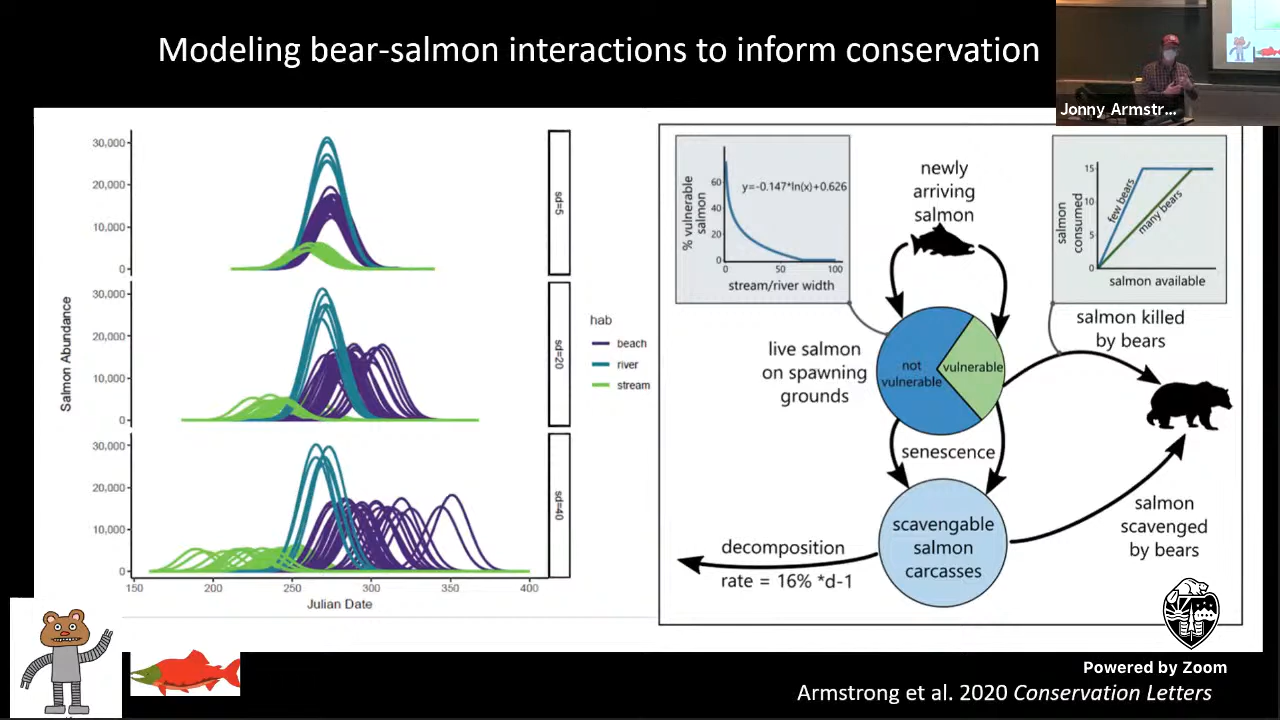 Modeling bear-salmon interactions to inform conservation
Jonny Armstr...
30,000
20,000
10,000
0
sd=5
30,000
20,000
10,000
0
sd=20
30,000
20,000
10,000
0
sd=40
Salmon Abundance
150
200
250
300
350
400
Julian Date
hab
beach
river
stream
% vulnerable
salmon
60
40
20
0
y=-0.147*ln(x)+0.626
0
50
100
stream/river width
newly
arriving
salmon
salmon
consumed
15
10
5
0
few bears
many bears
salmon available
live salmon
on spawning
grounds
not
vulnerable
vulnerable
salmon killed
by bears
senescence
scavengable
salmon
carcasses
salmon
scavenged
by bears
decomposition
rate = 16% *d-1
Powered by Zoom
Armstrong et al. 2020 Conservation Letters